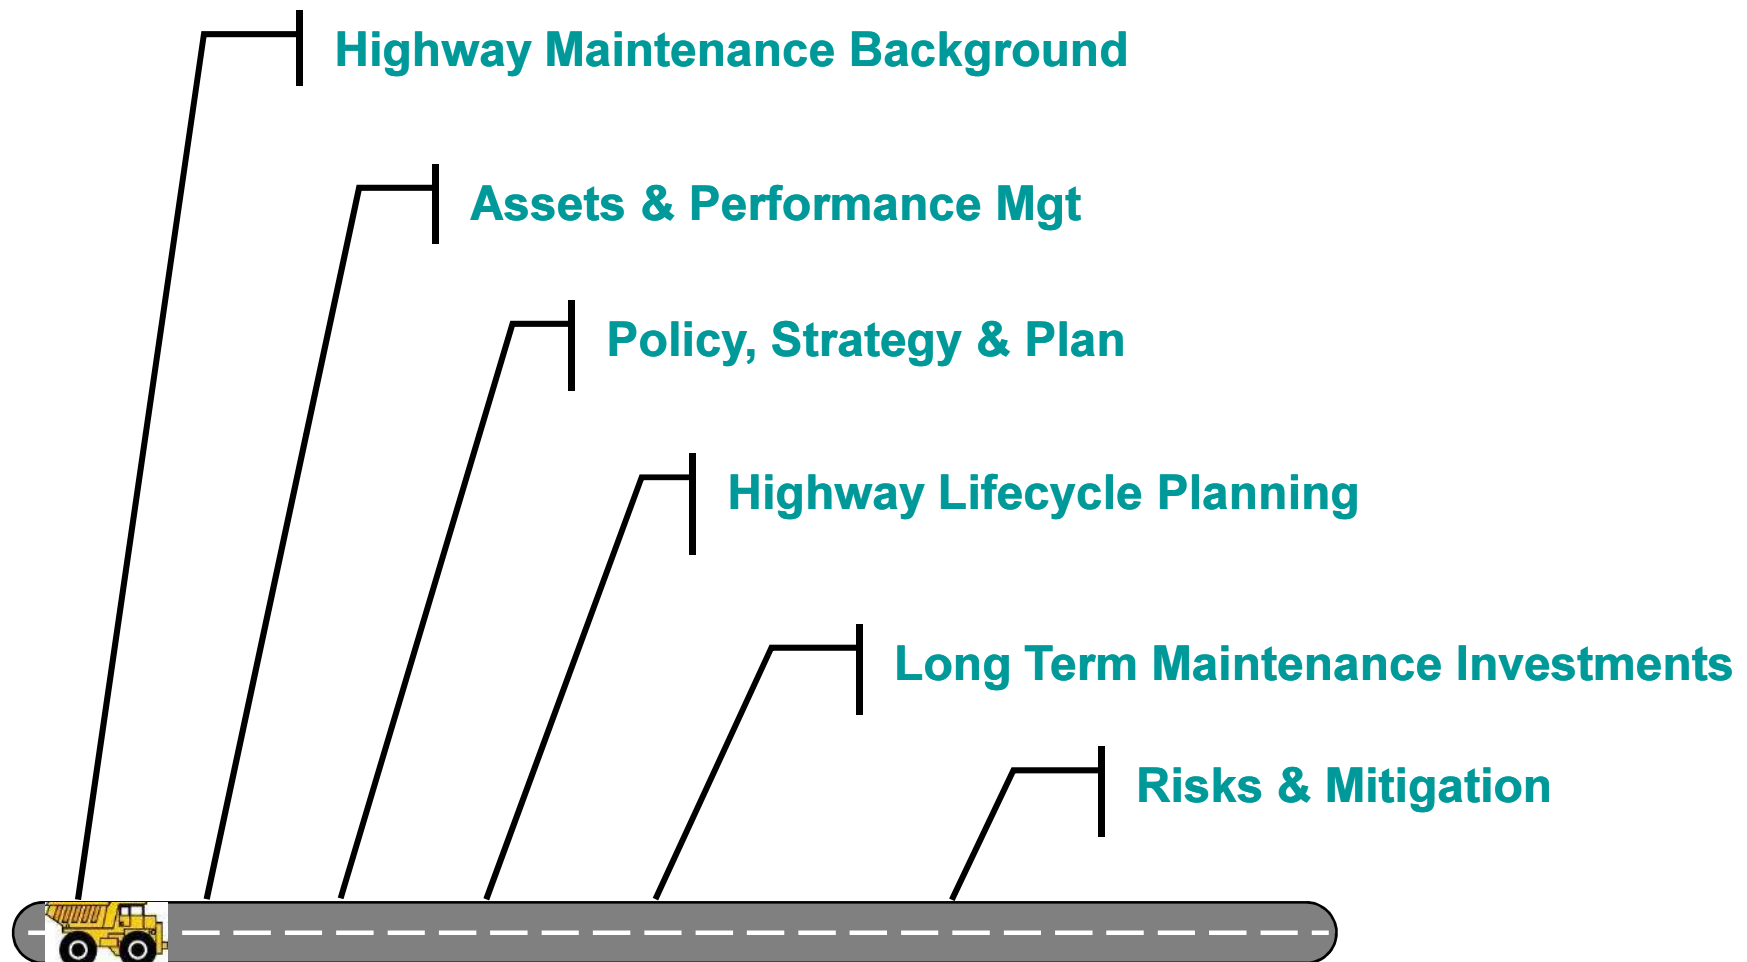 Highway Maintenance Background
Assets & Performance Mgt
Policy, Strategy & Plan
Highway Lifecycle Planning
Long Term Maintenance Investments
Risks & Mitigation